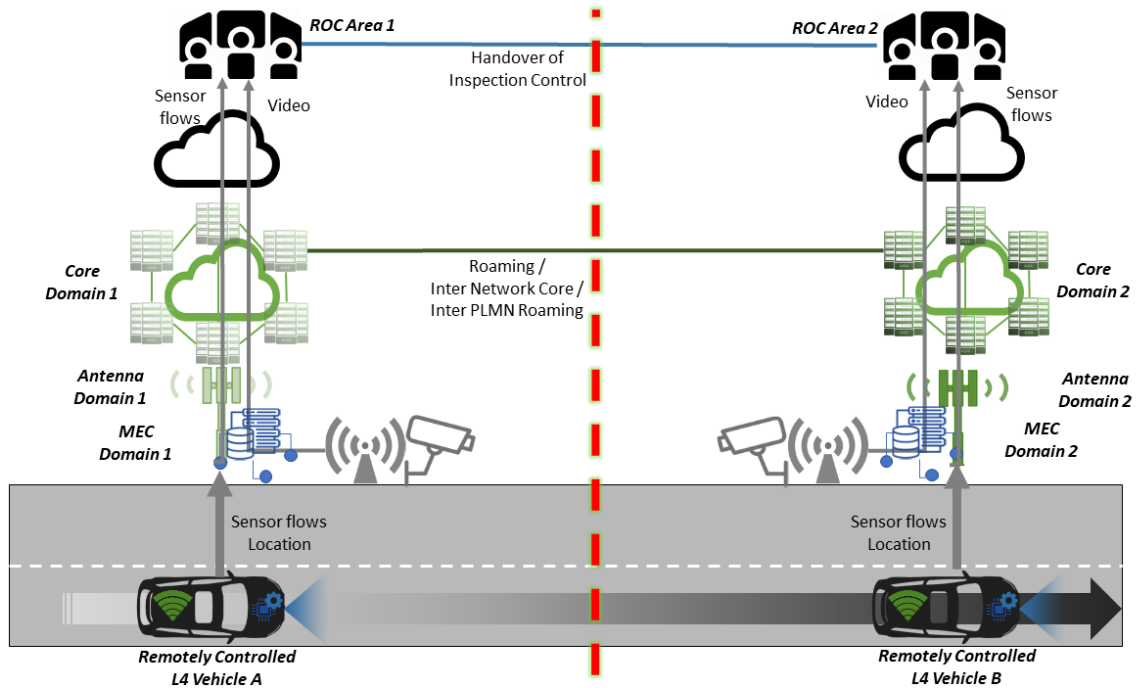 ROC Area 1
ROC Area 2
Handover of
Inspection Control
Sensor
flows
Video
Video
Sensor
flows
Core
Domain 1
Roaming /
Inter Network Core /
Inter PLMN Roaming
Core
Domain 2
Antenna
Domain 1
Antenna
Domain 2
MEC
Domain 1
MEC
Domain 2
Sensor flows
Location
Sensor flows
Location
Remotely Controlled
L4 Vehicle A
Remotely Controlled
L4 Vehicle B